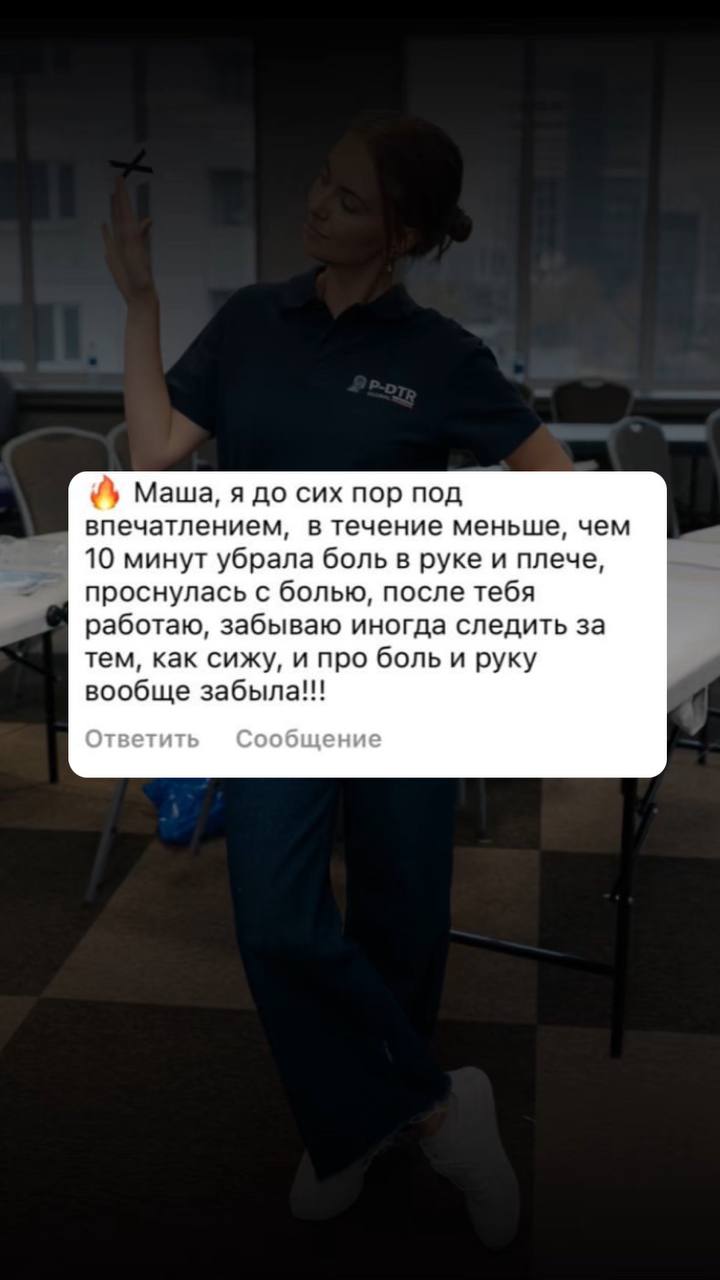 P-DTR
🔥 Маша, я до сих пор под
впечатлением,  в течение меньше, чем
10 минут убрала боль в руке и плече,
проснулась с болью, после тебя
работаю, забываю иногда следить за
тем, как сижу, и про боль и руку
вообще забыла!!!
Ответить Сообщение